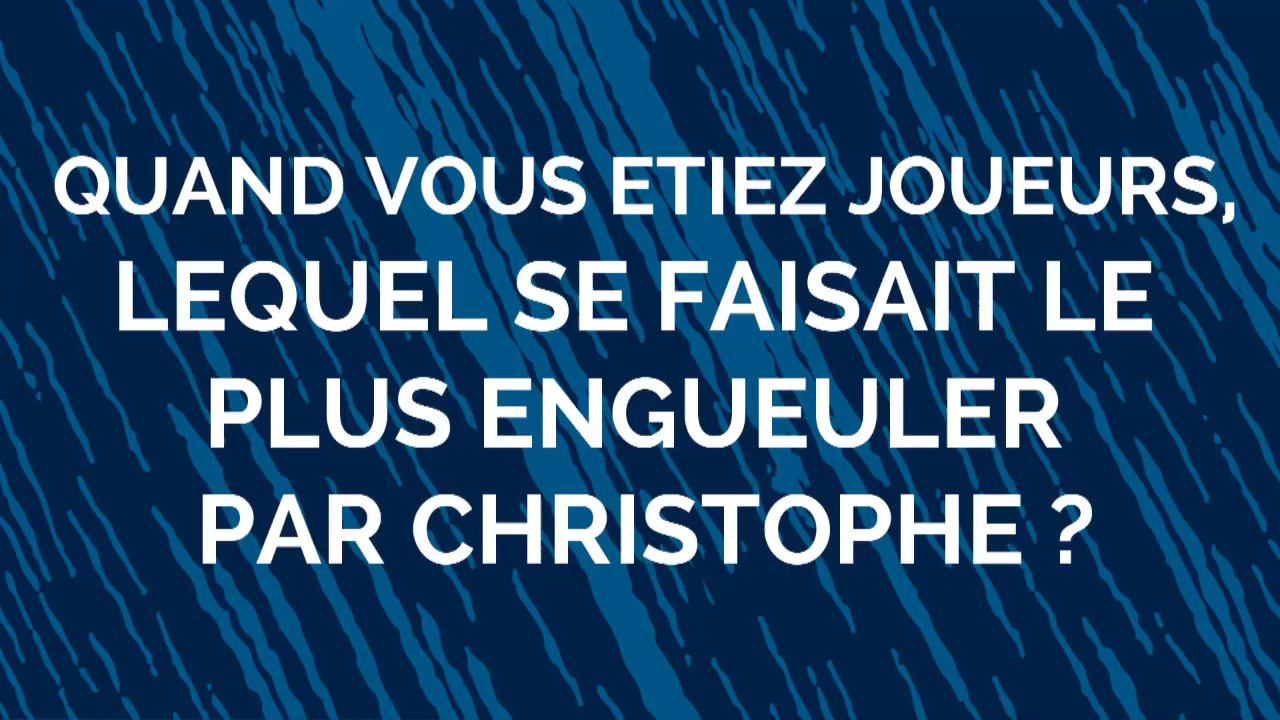 QUAND VOUS ETIEZ JOUEURS,
LEQUEL SE FAISAIT LE
PLUS ENGUEULER
PAR CHRISTOPHE ?